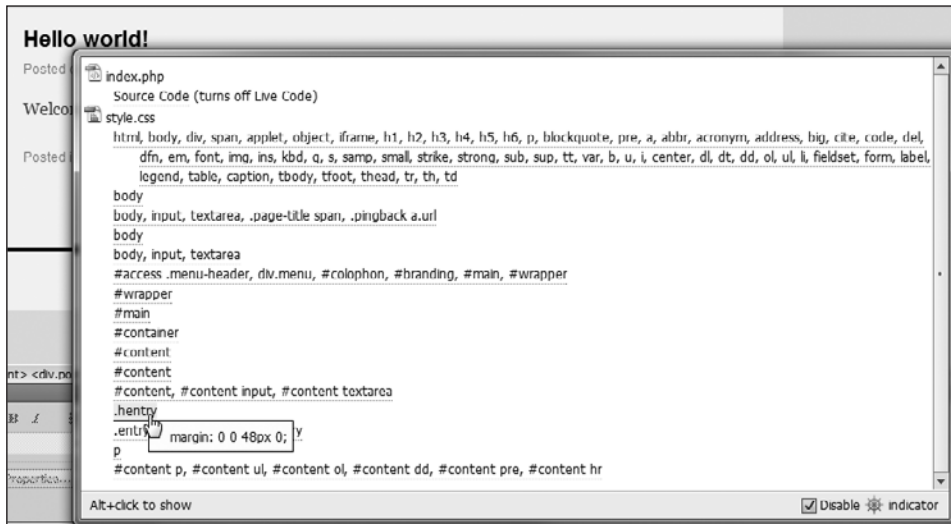 Hello world!
Posted
index.php
Source Code (turns off Live Code)
style.css
html, body, div, span, applet, object, iframe, h1, h2, h3, h4, h5, h6, p, blockquote, pre, a, abbr, acronym, address, big, cite, code, del,
dfn, em, font, img, ins, kbd, q, s, samp, small, strike, strong, sub, sup, tt, var, b, u, i, center, dl, dt, dd, ol, ul, li, fieldset, form, label,
legend, table, caption, tbody, tfoot, thead, tr, th, td
body
body, input, textarea, .page-title span, .pingback a.url
body
body, input, textarea
#access .menu-header, div.menu, #colophon, #branding, #main, #wrapper
#wrapper
#main
#container
#content
#content
#content, #content input, #content textarea
.hentry
margin: 0 0 48px 0;
p
#content p, #content ul, #content ol, #content dd, #content pre, #content hr
Alt+click to show
Disable indicator
Welco
Posted
nt> <div.po
B I
Properties...